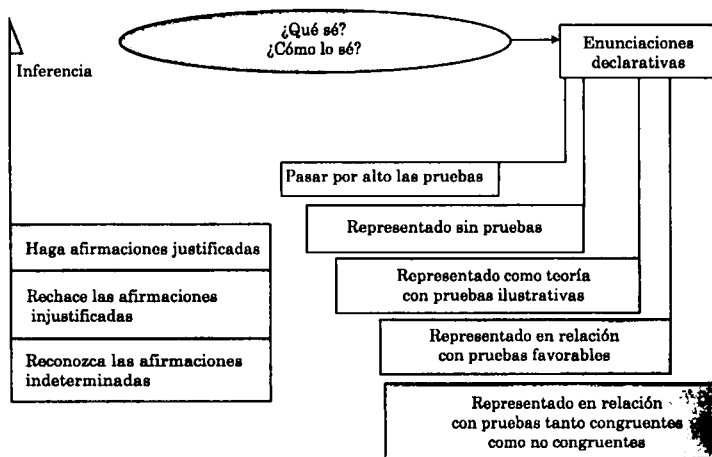 ¿Qué sé?
¿Cómo lo sé?
Enunciaciones
declarativas
Inferencia
Pasar por alto las pruebas
Representado sin pruebas
Haga afirmaciones justificadas
Representado como teoría
con pruebas ilustrativas
Rechace las afirmaciones
injustificadas
Representado en relación
con pruebas favorables
Reconozca las afirmaciones
indeterminadas
Representado en relación
con pruebas tanto congruentes
como no congruentes